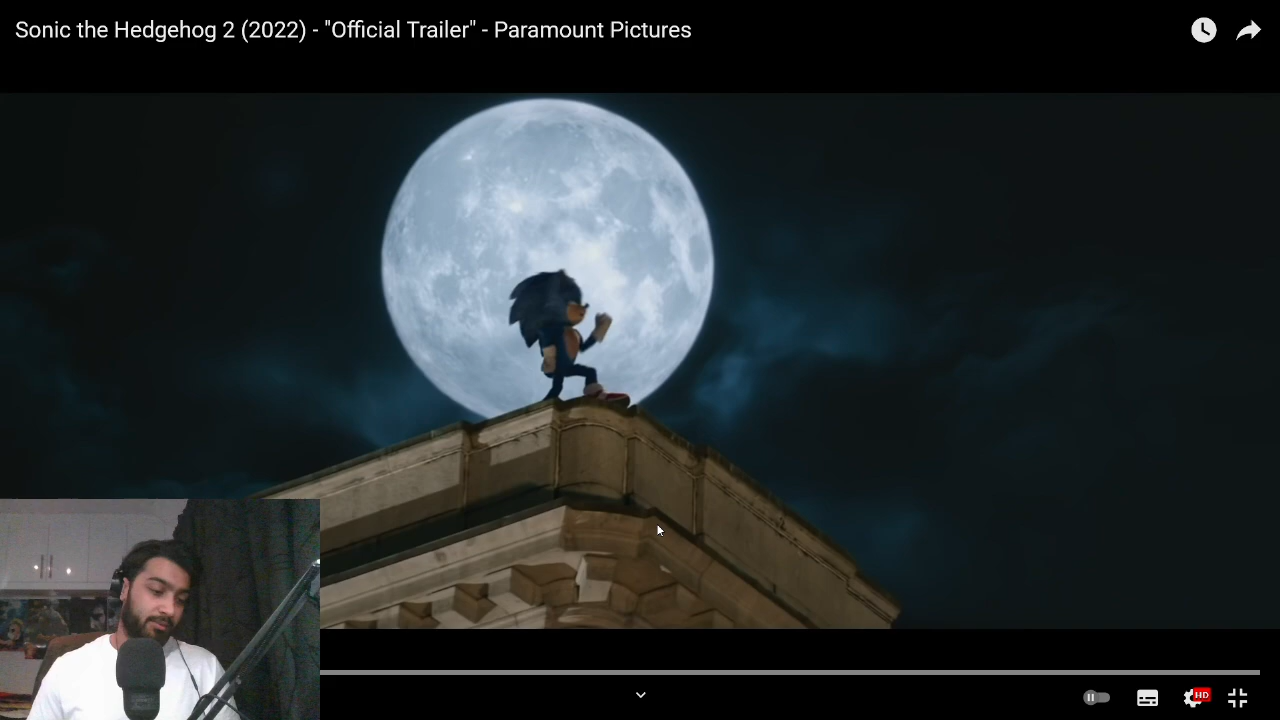 Sonic the Hedgehog 2 (2022) - "Official Trailer" - Paramount Pictures
HD